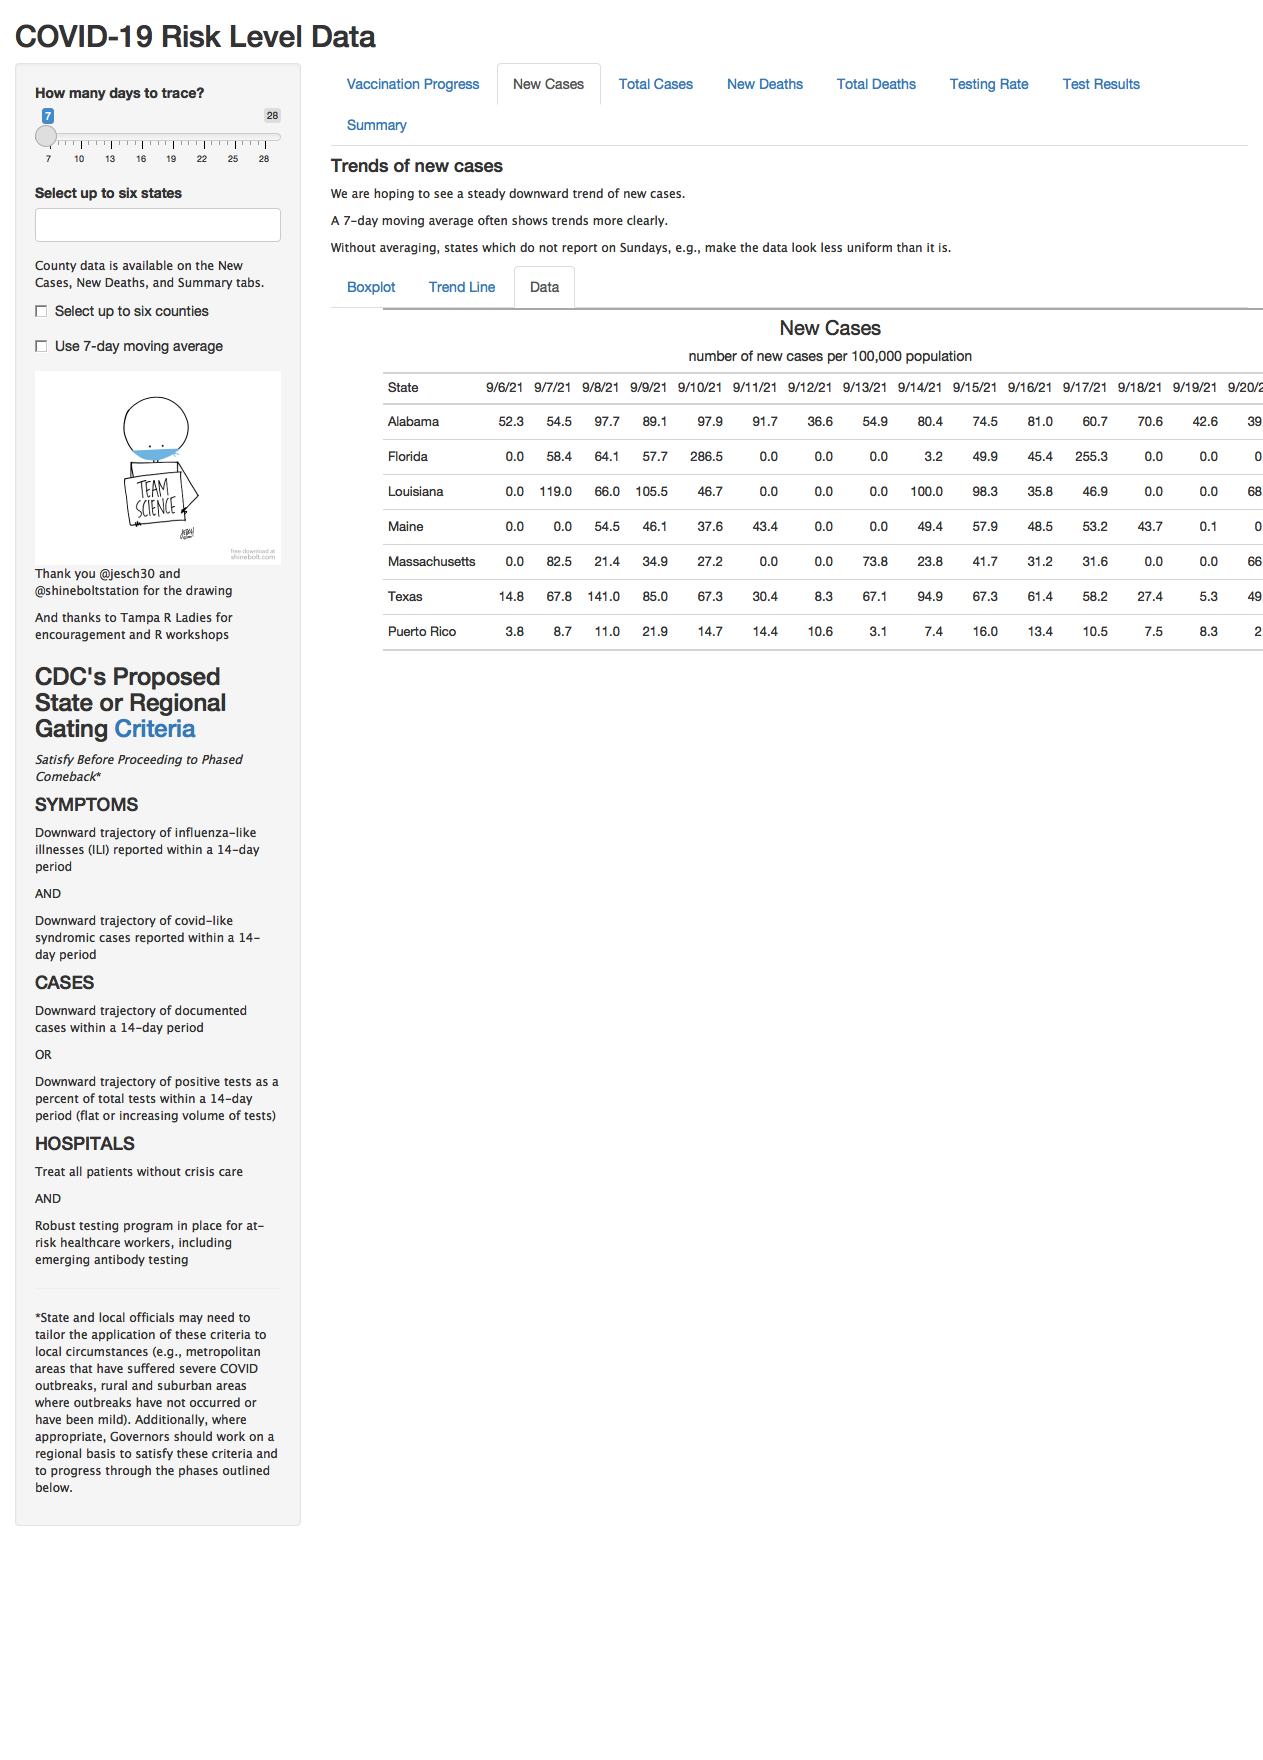 COVID-19 Risk Level Data
How many days to trace?
7 28
7 10 13 16 19 22 25 28
Select up to six states
County data is available on the New
Cases, New Deaths, and Summary tabs.
Select up to six counties
Use 7-day moving average
TEAM
SCIENCE
free download at
shinebolt.com
Thank you @jesch30 and
@shineboltstation for the drawing
And thanks to Tampa R Ladies for
encouragement and R workshops
CDC's Proposed
State or Regional
Gating Criteria
Satisfy Before Proceeding to Phased
Comeback*
SYMPTOMS
Downward trajectory of influenza-like
illnesses (ILI) reported within a 14-day
period
AND
Downward trajectory of covid-like
syndromic cases reported within a 14-
day period
CASES
Downward trajectory of documented
cases within a 14-day period
OR
Downward trajectory of positive tests as a
percent of total tests within a 14-day
period (flat or increasing volume of tests)
HOSPITALS
Treat all patients without crisis care
AND
Robust testing program in place for at-
risk healthcare workers, including
emerging antibody testing
*State and local officials may need to
tailor the application of these criteria to
local circumstances (e.g., metropolitan
areas that have suffered severe COVID
outbreaks, rural and suburban areas
where outbreaks have not occurred or
have been mild). Additionally, where
appropriate, Governors should work on a
regional basis to satisfy these criteria and
to progress through the phases outlined
below.
Vaccination Progress New Cases Total Cases New Deaths Total Deaths Testing Rate Test Results
Summary
Trends of new cases
We are hoping to see a steady downward trend of new cases.
A 7-day moving average often shows trends more clearly.
Without averaging, states which do not report on Sundays, e.g., make the data look less uniform than it is.
Boxplot Trend Line Data
New Cases
number of new cases per 100,000 population
State 9/6/21 9/7/21 9/8/21 9/9/21 9/10/21 9/11/21 9/12/21 9/13/21 9/14/21 9/15/21 9/16/21 9/17/21 9/18/21 9/19/21 9/20/2
Alabama 52.3 54.5 97.7 89.1 97.9 91.7 36.6 54.9 80.4 74.5 81.0 60.7 70.6 42.6 39
Florida 0.0 58.4 64.1 57.7 286.5 0.0 0.0 0.0 3.2 49.9 45.4 255.3 0.0 0.0 0
Louisiana 0.0 119.0 66.0 105.5 46.7 0.0 0.0 0.0 100.0 98.3 35.8 46.9 0.0 0.0 68
Maine 0.0 0.0 54.5 46.1 37.6 43.4 0.0 0.0 49.4 57.9 48.5 53.2 43.7 0.1 0
Massachusetts 0.0 82.5 21.4 34.9 27.2 0.0 0.0 73.8 23.8 41.7 31.2 31.6 0.0 0.0 66
Texas 14.8 67.8 141.0 85.0 67.3 30.4 8.3 67.1 94.9 67.3 61.4 58.2 27.4 5.3 49
Puerto Rico 3.8 8.7 11.0 21.9 14.7 14.4 10.6 3.1 7.4 16.0 13.4 10.5 7.5 8.3 2